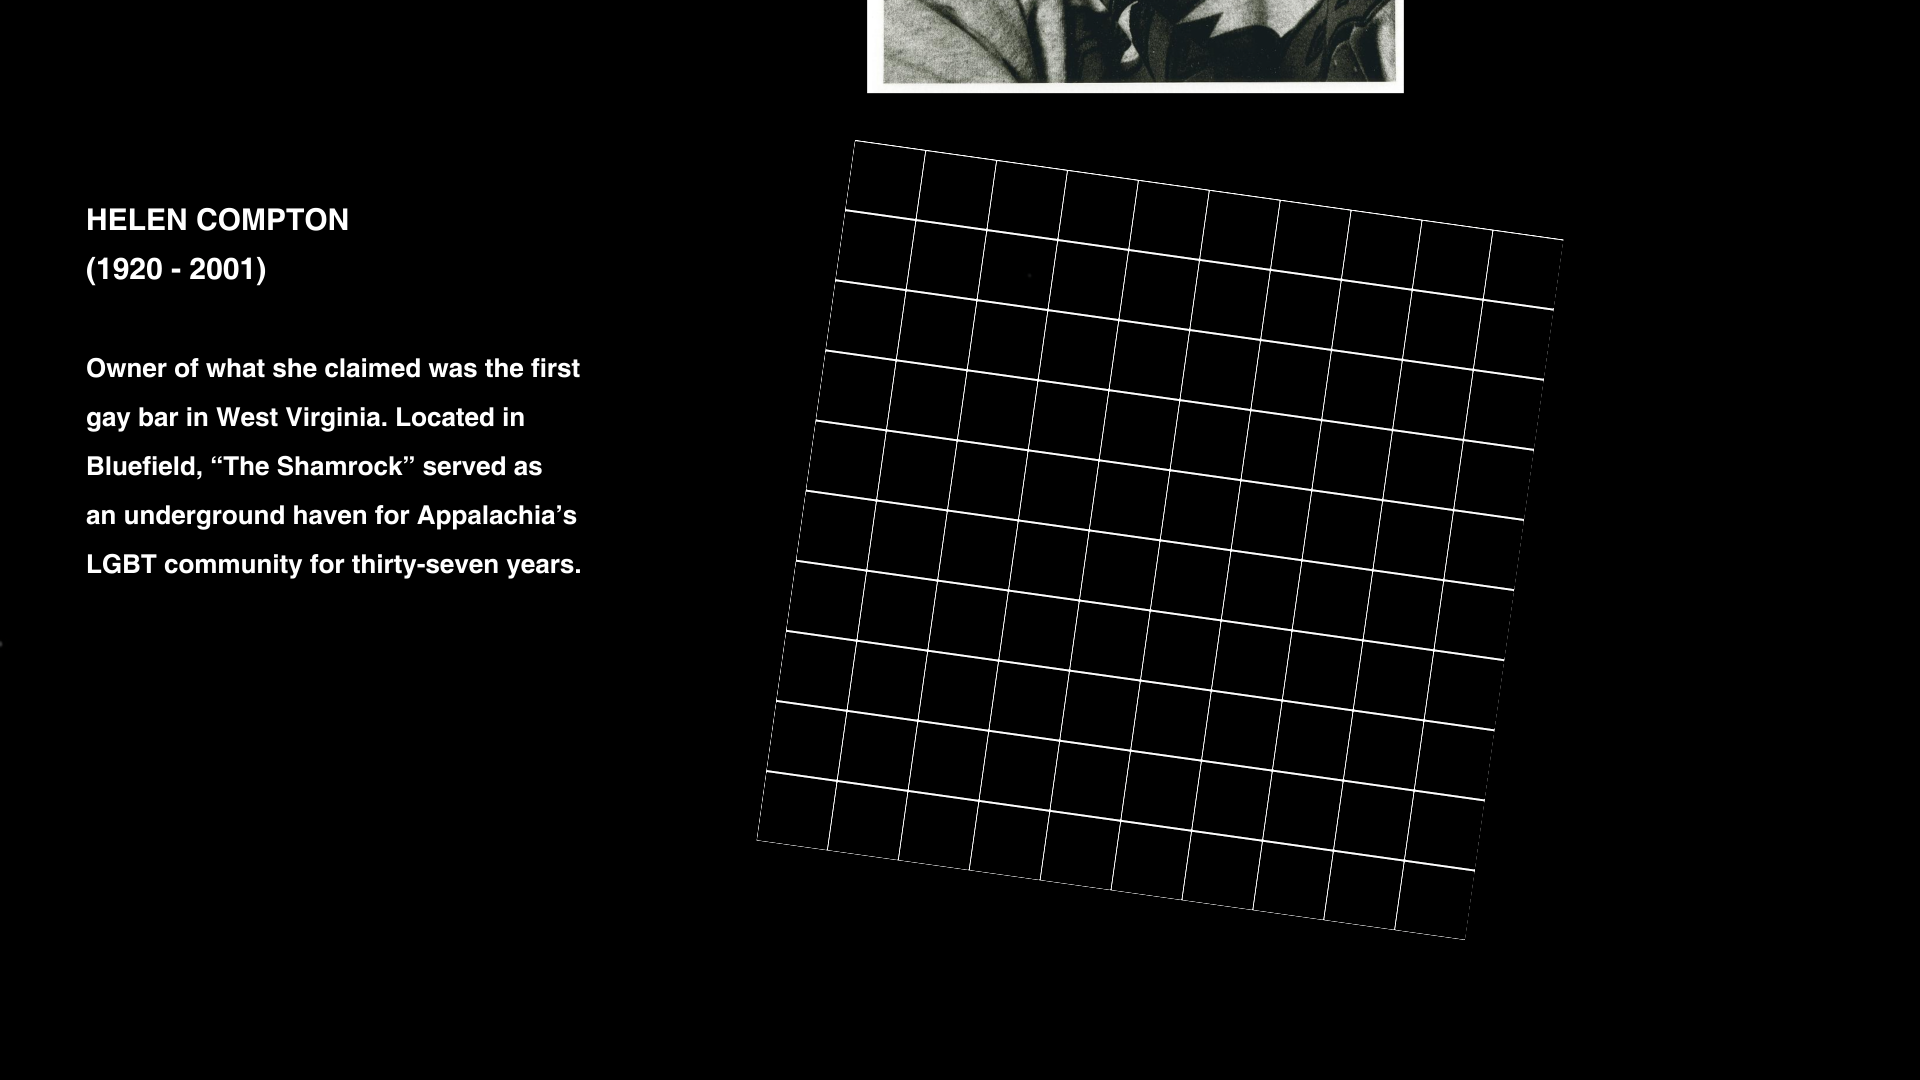 HELEN COMPTON
(1920 - 2001)
Owner of what she claimed was the first
gay bar in West Virginia. Located in
Bluefield, “The Shamrock” served as
an underground haven for Appalachia’s
LGBT community for thirty-seven years.